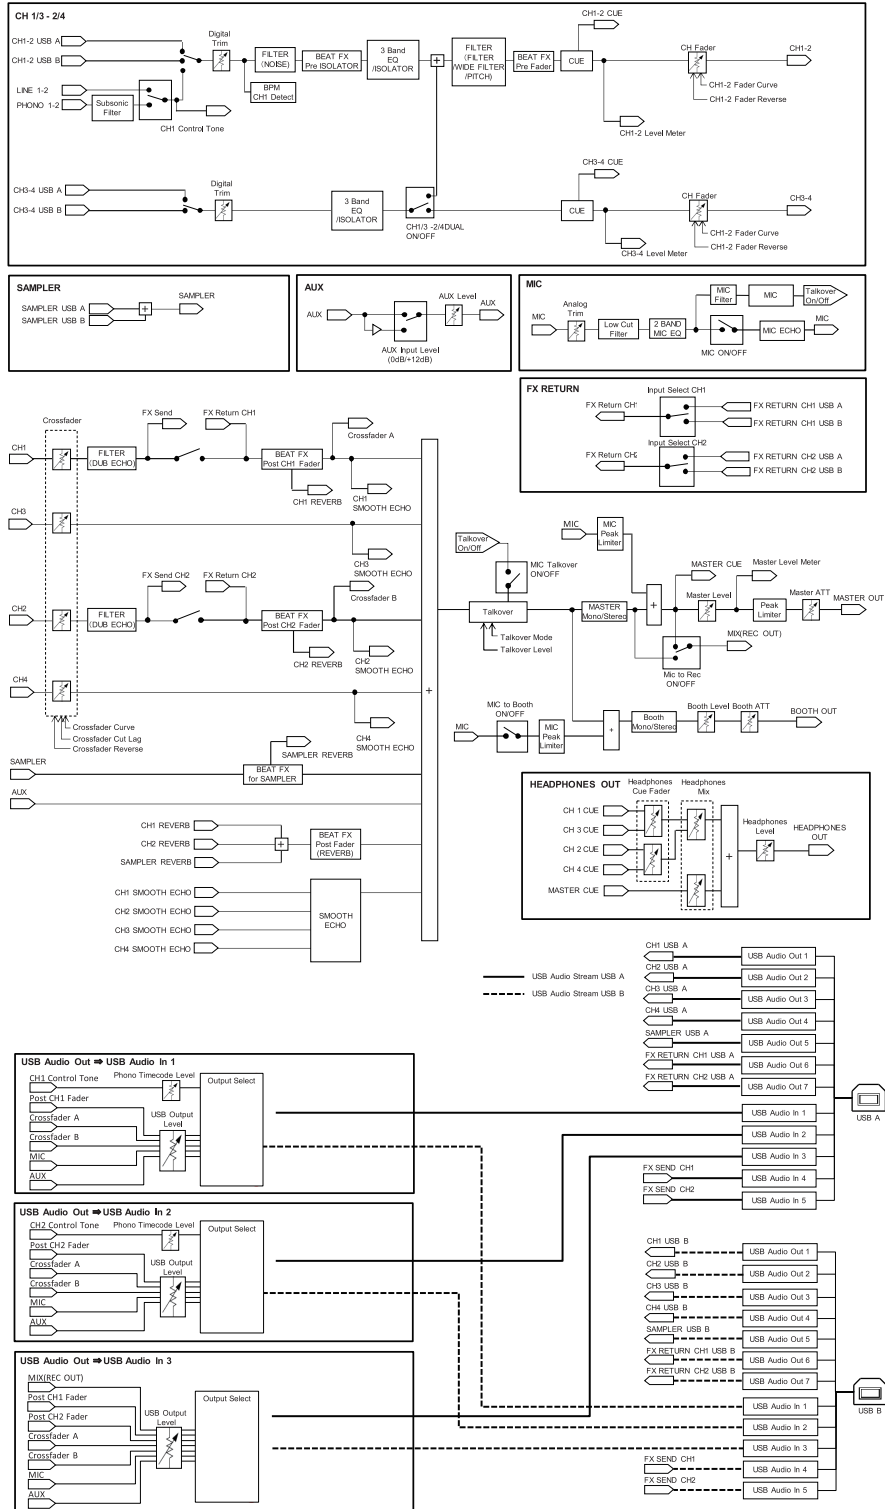 CH 1/3 - 2/4
CH1-2 USB A
CH1-2 USB B
LINE 1-2
PHONO 1-2
Subsonic
Filter
CH1 Control Tone
Digital
Trim
FILTER
(NOISE)
BPM
CH1 Detect
BEAT FX
Pre ISOLATOR
3 Band
EQ
/ISOLATOR
+
FILTER
(FILTER
/WIDE FILTER
/PITCH)
BEAT FX
Pre Fader
CH1-2 CUE
CUE
CH1-2 Level Meter
CH Fader
CH1-2 Fader Curve
CH1-2 Fader Reverse
CH1-2
CH3-4 USB A
CH3-4 USB B
Digital
Trim
3 Band
EQ
/ISOLATOR
CH1/3 -2/4DUAL
ON/OFF
CH3-4 CUE
CUE
CH3-4 Level Meter
CH Fader
CH1-2 Fader Curve
CH1-2 Fader Reverse
CH3-4
SAMPLER
SAMPLER USB A
SAMPLER USB B
+
SAMPLER
AUX
AUX
AUX Input Level
(0dB/+12dB)
AUX Level
AUX
MIC
MIC
Analog
Trim
Low Cut
Filter
2 BAND
MIC EQ
MIC
Filter
MIC
Talkover
On/Off
MIC ON/OFF
MIC ECHO
MIC
FX RETURN
Input Select CH1
FX Return CH1
FX RETURN CH1 USB A
FX RETURN CH1 USB B
Input Select CH2
FX Return CH2
FX RETURN CH2 USB A
FX RETURN CH2 USB B
Crossfader
CH1
FILTER
(DUB ECHO)
FX Send
FX Return CH1
BEAT FX
Post CH1 Fader
Crossfader A
CH1 REVERB
CH1
SMOOTH ECHO
CH3
CH3
SMOOTH ECHO
CH2
FILTER
(DUB ECHO)
FX Send CH2
FX Return CH2
BEAT FX
Post CH2 Fader
Crossfader B
CH2 REVERB
CH2
SMOOTH ECHO
CH4
CH4
SMOOTH ECHO
Crossfader Curve
Crossfader Cut Lag
Crossfader Reverse
SAMPLER
SAMPLER REVERB
BEAT FX
for SAMPLER
AUX
CH1 REVERB
CH2 REVERB
SAMPLER REVERB
+
BEAT FX
Post Fader
(REVERB)
CH1 SMOOTH ECHO
CH2 SMOOTH ECHO
CH3 SMOOTH ECHO
CH4 SMOOTH ECHO
SMOOTH
ECHO
+
Talkover
On/Off
MIC Talkover
ON/OFF
Talkover
Talkover Mode
Talkover Level
MIC
MIC
Peak
Limiter
MASTER
Mono/Stereo
+
MASTER CUE
Master Level
Master Level Meter
Peak
Limiter
Master ATT
MASTER OUT
MIX(REC OUT)
Mic to Rec
ON/OFF
MIC
MIC to Booth
ON/OFF
MIC
Peak
Limiter
+
Booth
Mono/Stereo
Booth Level
Booth ATT
BOOTH OUT
HEADPHONES OUT
Headphones
Cue Fader
Headphones
Mix
CH 1 CUE
CH 3 CUE
CH 2 CUE
CH 4 CUE
MASTER CUE
+
Headphones
Level
HEADPHONES
OUT
USB Audio Stream USB A
USB Audio Stream USB B
CH1 USB A
USB Audio Out 1
CH2 USB A
USB Audio Out 2
CH3 USB A
USB Audio Out 3
CH4 USB A
USB Audio Out 4
SAMPLER USB A
USB Audio Out 5
FX RETURN CH1 USB A
USB Audio Out 6
FX RETURN CH2 USB A
USB Audio Out 7
USB Audio In 1
USB Audio In 2
USB Audio In 3
FX SEND CH1
USB Audio In 4
FX SEND CH2
USB Audio In 5
USB A
USB Audio Out ⇒ USB Audio In 1
CH1 Control Tone
Phono Timecode Level
Output Select
Post CH1 Fader
Crossfader A
Crossfader B
MIC
AUX
USB Output
Level
USB Audio Out ⇒ USB Audio In 2
CH2 Control Tone
Phono Timecode Level
Output Select
Post CH2 Fader
Crossfader A
Crossfader B
MIC
AUX
USB Output
Level
USB Audio Out ⇒ USB Audio In 3
MIX(REC OUT)
Post CH1 Fader
Post CH2 Fader
Crossfader A
Crossfader B
MIC
AUX
USB Output
Level
Output Select
CH1 USB B
USB Audio Out 1
CH2 USB B
USB Audio Out 2
CH3 USB B
USB Audio Out 3
CH4 USB B
USB Audio Out 4
SAMPLER USB B
USB Audio Out 5
FX RETURN CH1 USB B
USB Audio Out 6
FX RETURN CH2 USB B
USB Audio Out 7
USB Audio In 1
USB Audio In 2
USB Audio In 3
FX SEND CH1
USB Audio In 4
FX SEND CH2
USB Audio In 5
USB B